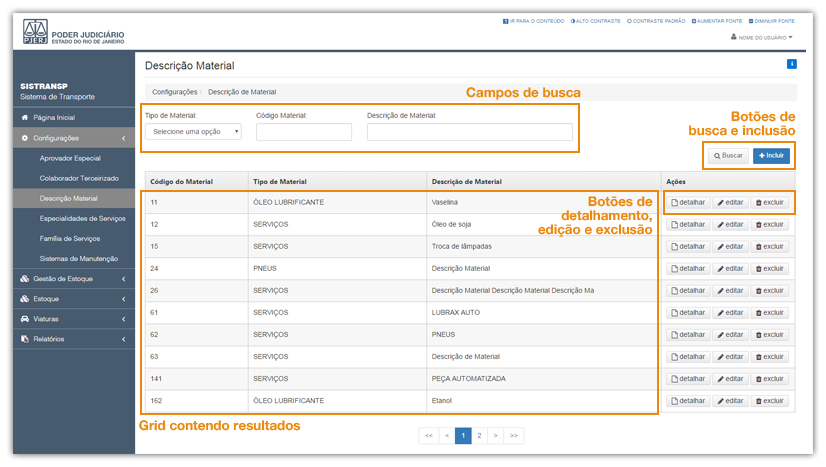 IR PARA O CONTEÚDO ALTO CONTRASTE CONTRASTE PADRÃO AUMENTAR FONTE DIMINUIR FONTE
PJERJ
PODER JUDICIÁRIO
ESTADO DO RIO DE JANEIRO
NOME DO USUÁRIO
SISTRANSP
Sistema de Transporte
Página Inicial
Configurações
Aprovador Especial
Colaborador Terceirizado
Descrição Material
Especialidades de Serviços
Família de Serviços
Sistemas de Manutenção
Gestão de Estoque
Estoque
Viaturas
Relatórios
Descrição Material
Configurações / Descrição de Material
Campos de busca
Tipo de Material: Código Material: Descrição de Material:
Selecione uma opção
Botões de
busca e inclusão
Buscar Incluir
Código do Material Tipo de Material Descrição de Material Ações
11 ÓLEO LUBRIFICANTE Vaselina detalhar editar excluir
Botões de
detalhamento,
edição e exclusão
12 SERVIÇOS Óleo de soja detalhar editar excluir
15 SERVIÇOS Troca de lâmpadas detalhar editar excluir
24 PNEUS Descrição Material detalhar editar excluir
26 SERVIÇOS Descrição Material Descrição Material Descrição Ma detalhar editar excluir
61 SERVIÇOS LUBRAX AUTO detalhar editar excluir
62 SERVIÇOS PNEUS detalhar editar excluir
63 SERVIÇOS Descrição de Material detalhar editar excluir
141 SERVIÇOS PEÇA AUTOMATIZADA detalhar editar excluir
162 ÓLEO LUBRIFICANTE Etanol detalhar editar excluir
Grid contendo resultados
<< < 1 2 > >>